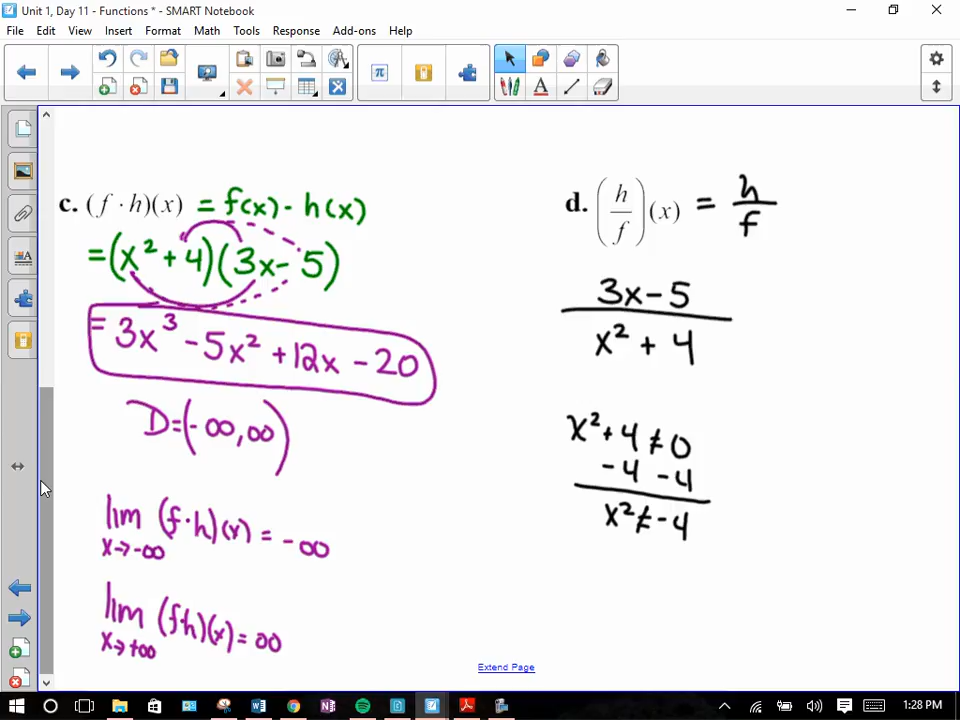 Unit 1, Day 11 - Functions * - SMART Notebook
File Edit View Insert Format Math Tools Response Add-ons Help
c. (f · h)(x) = f(x) - h(x)
= (x² + 4)(3x - 5)
= 3x³ - 5x² + 12x - 20
D = (-∞, ∞)
lim (f·h)(x) = -∞
x→-∞
lim (f·h)(x) = ∞
x→+∞
d. (h/f)(x) = h/f
3x - 5
x² + 4
x² + 4 ≠ 0
-4 -4
x² ≠ -4
Extend Page
1:28 PM